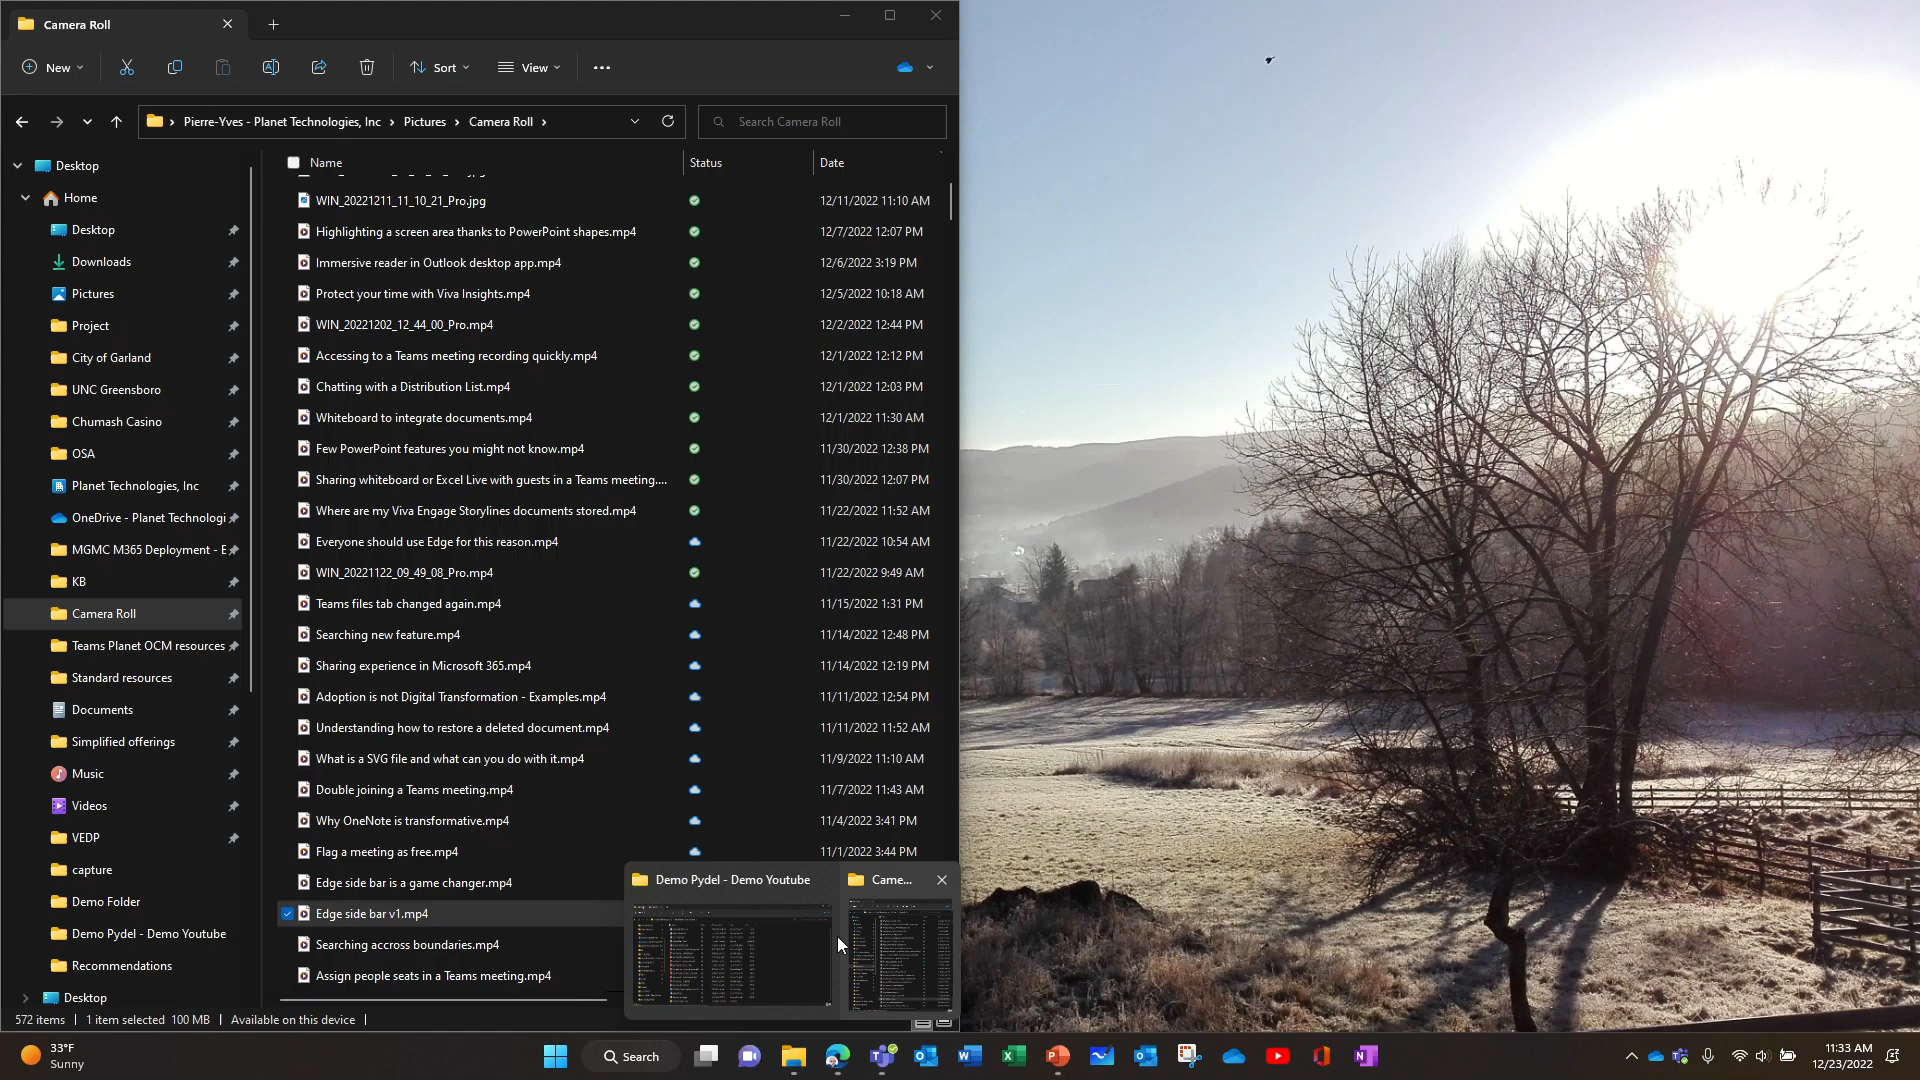 Camera Roll
New
Sort
View
Pierre-Yves - Planet Technologies, Inc
Pictures
Camera Roll
Search Camera Roll
Desktop
Home
Desktop
Downloads
Pictures
Project
City of Garland
UNC Greensboro
Chumash Casino
OSA
Planet Technologies, Inc
OneDrive - Planet Technologi
MGMC M365 Deployment - E
KB
Camera Roll
Teams Planet OCM resources
Standard resources
Documents
Simplified offerings
Music
Videos
VEDP
capture
Demo Folder
Demo Pydel - Demo Youtube
Recommendations
Desktop
Name Status Date
WIN_20221211_11_10_21_Pro.jpg 12/11/2022 11:10 AM
Highlighting a screen area thanks to PowerPoint shapes.mp4 12/7/2022 12:07 PM
Immersive reader in Outlook desktop app.mp4 12/6/2022 3:19 PM
Protect your time with Viva Insights.mp4 12/5/2022 10:18 AM
WIN_20221202_12_44_00_Pro.mp4 12/2/2022 12:44 PM
Accessing to a Teams meeting recording quickly.mp4 12/1/2022 12:12 PM
Chatting with a Distribution List.mp4 12/1/2022 12:03 PM
Whiteboard to integrate documents.mp4 12/1/2022 11:30 AM
Few PowerPoint features you might not know.mp4 11/30/2022 12:38 PM
Sharing whiteboard or Excel Live with guests in a Teams meeting.... 11/30/2022 12:07 PM
Where are my Viva Engage Storylines documents stored.mp4 11/22/2022 11:52 AM
Everyone should use Edge for this reason.mp4 11/22/2022 10:54 AM
WIN_20221122_09_49_08_Pro.mp4 11/22/2022 9:49 AM
Teams files tab changed again.mp4 11/15/2022 1:31 PM
Searching new feature.mp4 11/14/2022 12:48 PM
Sharing experience in Microsoft 365.mp4 11/14/2022 12:19 PM
Adoption is not Digital Transformation - Examples.mp4 11/11/2022 12:54 PM
Understanding how to restore a deleted document.mp4 11/11/2022 11:52 AM
What is a SVG file and what can you do with it.mp4 11/9/2022 11:10 AM
Double joining a Teams meeting.mp4 11/7/2022 11:43 AM
Why OneNote is transformative.mp4 11/4/2022 3:41 PM
Flag a meeting as free.mp4 11/1/2022 3:44 PM
Edge side bar is a game changer.mp4
Edge side bar v1.mp4
Searching accross boundaries.mp4
Assign people seats in a Teams meeting.mp4
Demo Pydel - Demo Youtube
Came...
572 items 1 item selected 100 MB Available on this device
33°F
Sunny
Search
11:33 AM
12/23/2022